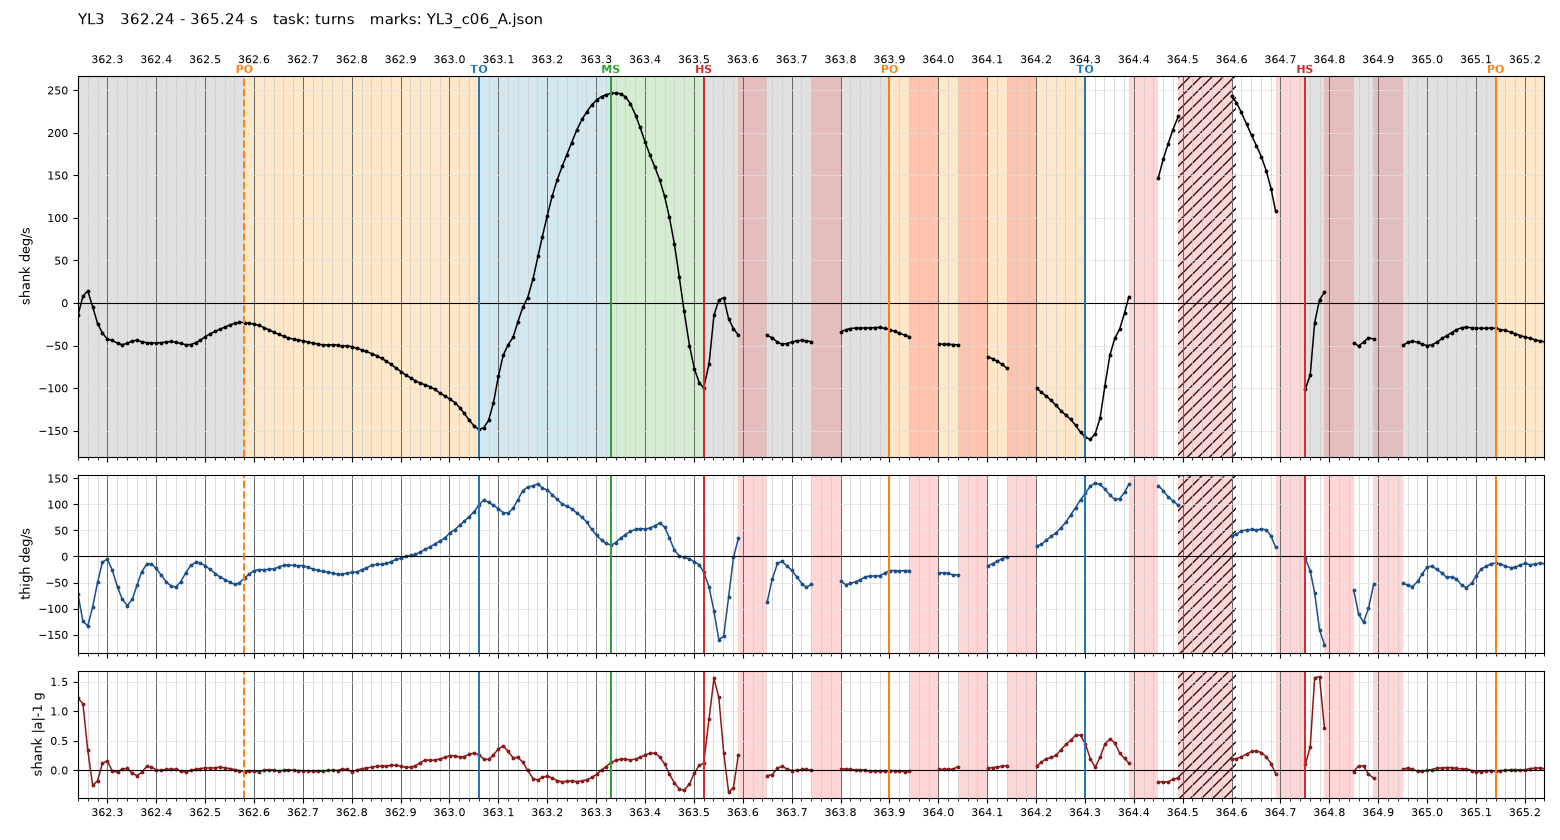 YL3   362.24 - 365.24 s   task: turns   marks: YL3_c06_A.json
362.3 362.4 362.5 362.6 362.7 362.8 362.9 363.0 363.1 363.2 363.3 363.4 363.5 363.6 363.7 363.8 363.9 364.0 364.1 364.2 364.3 364.4 364.5 364.6 364.7 364.8 364.9 365.0 365.1 365.2
PO TO MS HS PO TO HS PO
shank deg/s
250
200
150
100
50
0
−50
−100
−150
thigh deg/s
150
100
50
0
−50
−100
−150
shank |a|-1 g
1.5
1.0
0.5
0.0
362.3 362.4 362.5 362.6 362.7 362.8 362.9 363.0 363.1 363.2 363.3 363.4 363.5 363.6 363.7 363.8 363.9 364.0 364.1 364.2 364.3 364.4 364.5 364.6 364.7 364.8 364.9 365.0 365.1 365.2